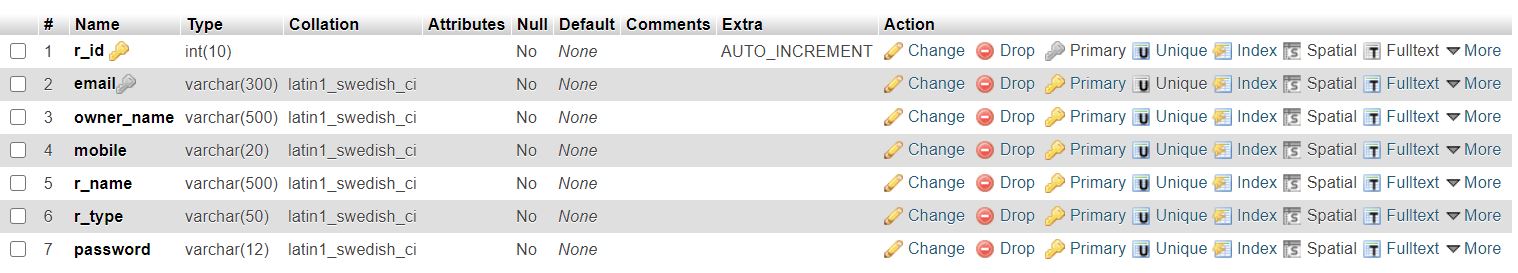 # Name Type Collation Attributes Null Default Comments Extra Action
1 r_id int(10) No None AUTO_INCREMENT Change Drop Primary Unique Index Spatial Fulltext More
2 email varchar(300) latin1_swedish_ci No None Change Drop Primary Unique Index Spatial Fulltext More
3 owner_name varchar(500) latin1_swedish_ci No None Change Drop Primary Unique Index Spatial Fulltext More
4 mobile varchar(20) latin1_swedish_ci No None Change Drop Primary Unique Index Spatial Fulltext More
5 r_name varchar(500) latin1_swedish_ci No None Change Drop Primary Unique Index Spatial Fulltext More
6 r_type varchar(50) latin1_swedish_ci No None Change Drop Primary Unique Index Spatial Fulltext More
7 password varchar(12) latin1_swedish_ci No None Change Drop Primary Unique Index Spatial Fulltext More